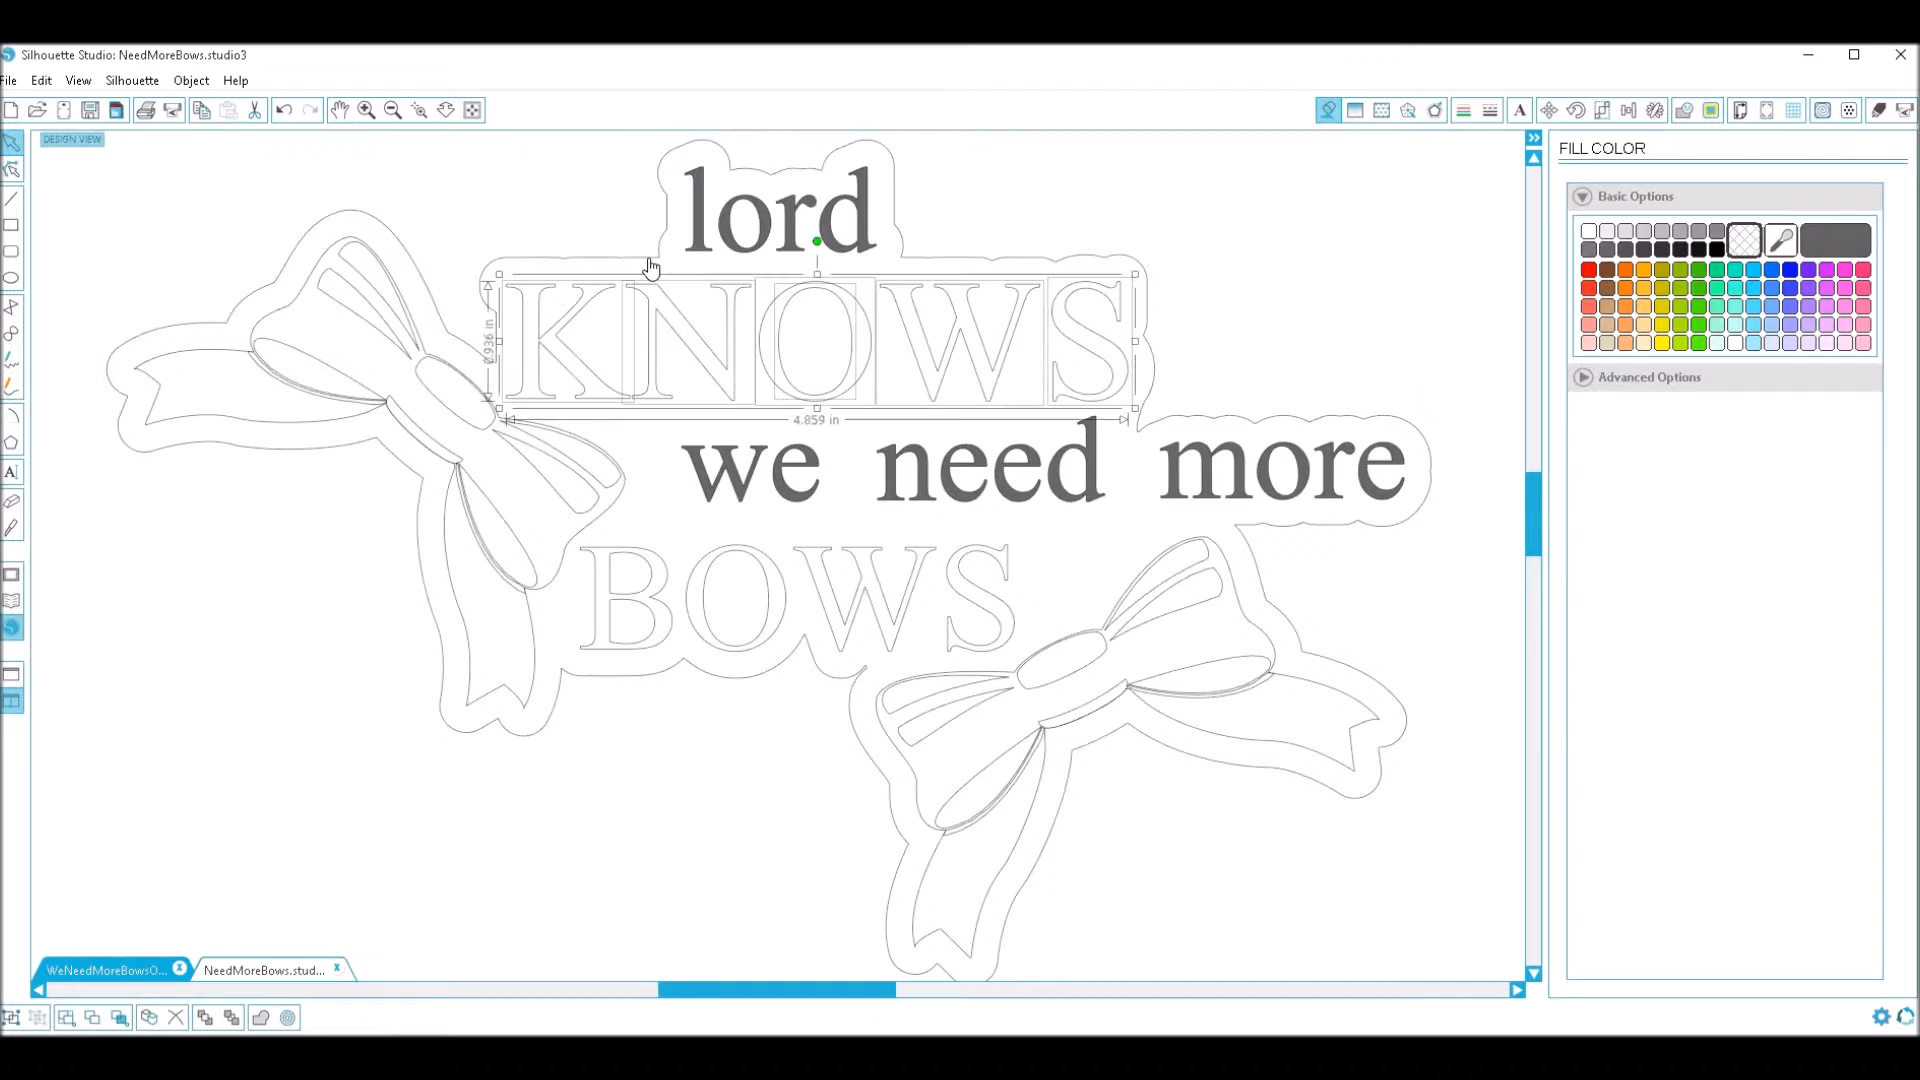 Silhouette Studio: NeedMoreBows.studio3
File Edit View Silhouette Object Help
DESIGN VIEW
FILL COLOR
Basic Options
Advanced Options
lord
KNOWS
0.936 in
4.859 in
we need more
BOWS
WeNeedMoreBowsO...
NeedMoreBows.stud...